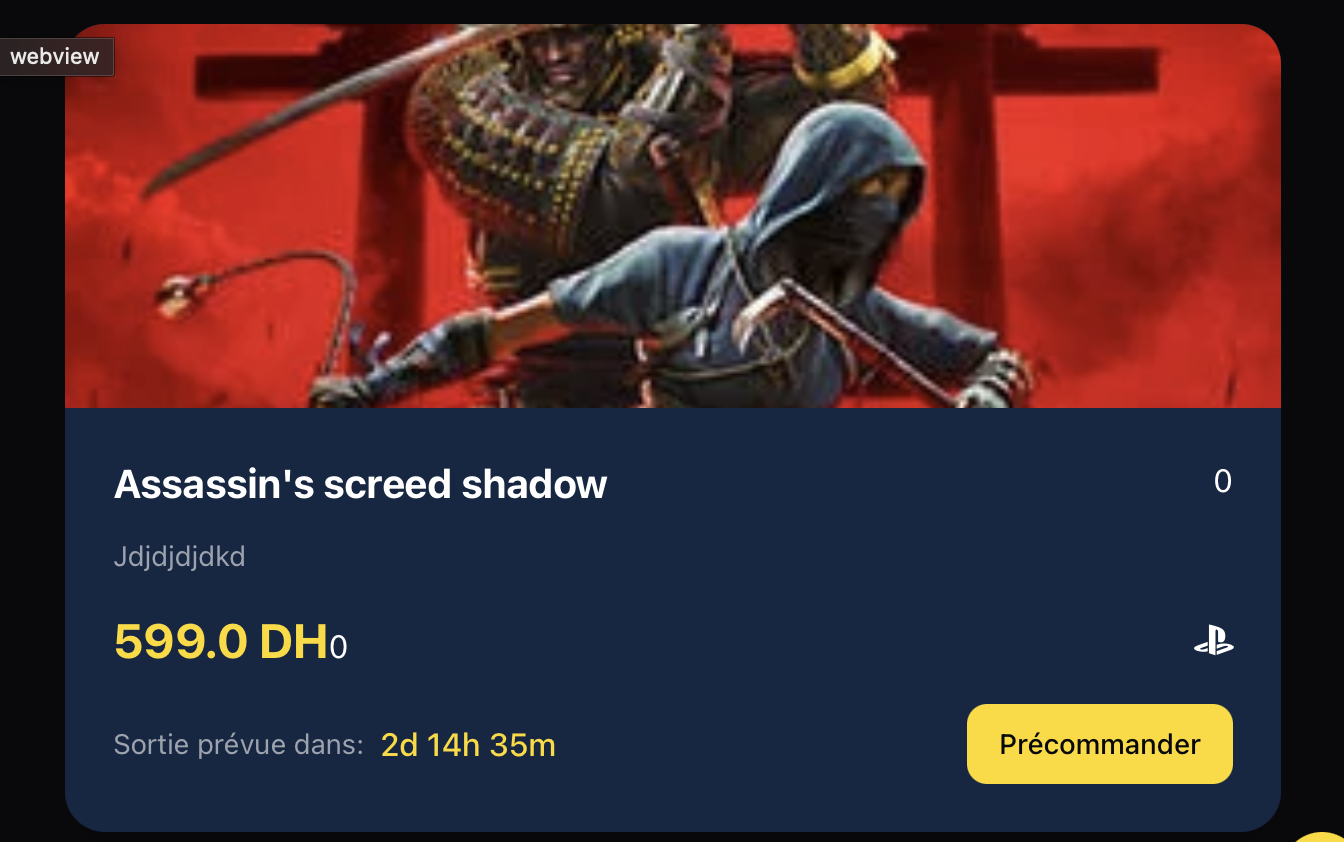 webview
Assassin's screed shadow
0
Jdjdjdjdkd
599.0 DH0
Sortie prévue dans: 2d 14h 35m
Précommander